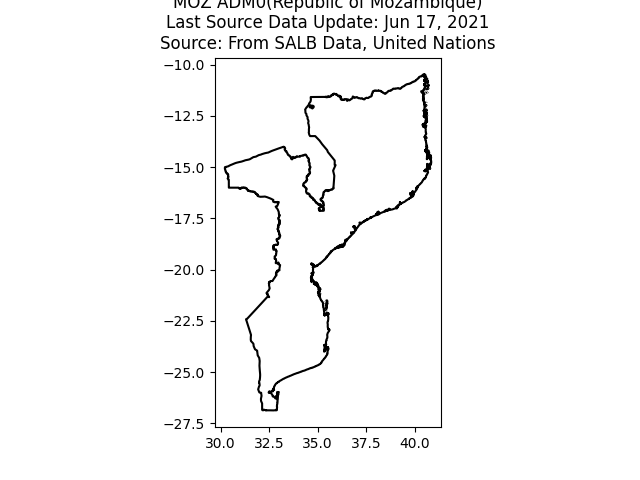 MOZ ADM0(Republic of Mozambique)
Last Source Data Update: Jun 17, 2021
Source: From SALB Data, United Nations
−10.0
−12.5
−15.0
−17.5
−20.0
−22.5
−25.0
−27.5
30.0 32.5 35.0 37.5 40.0